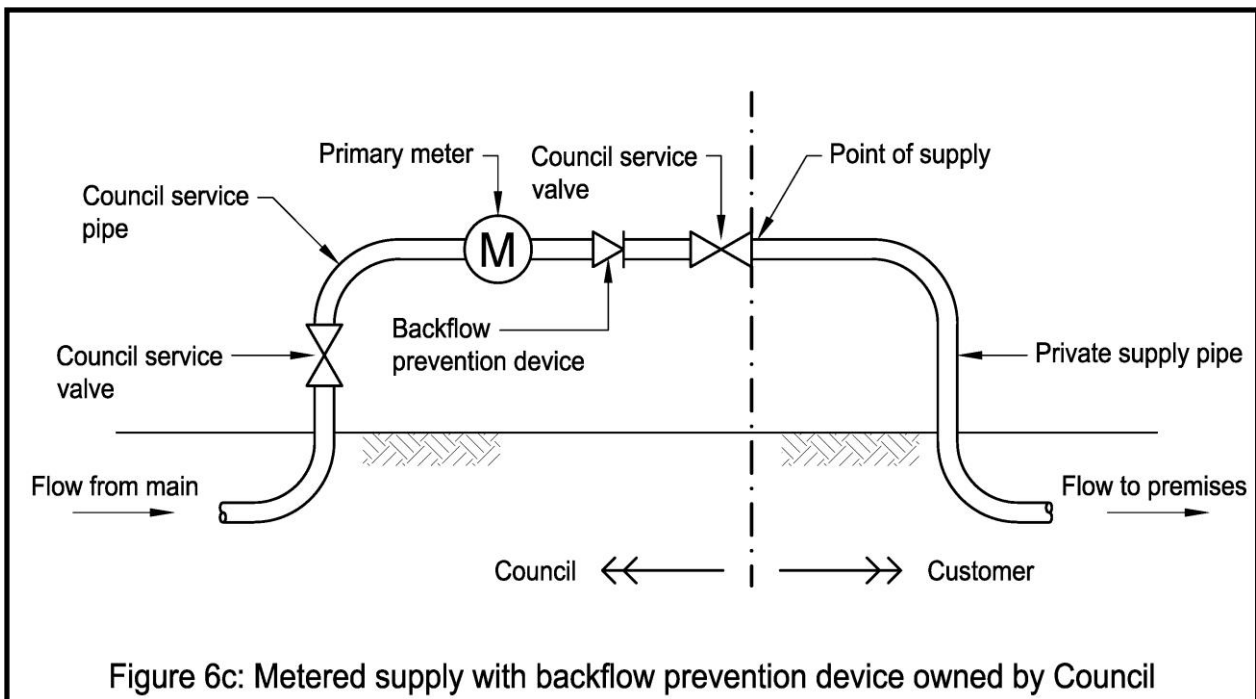 Primary meter
Council service
valve
Point of supply
Council service
pipe
M
Backflow
prevention device
Council service
valve
Private supply pipe
Flow from main
Flow to premises
Council
Customer
Figure 6c: Metered supply with backflow prevention device owned by Council